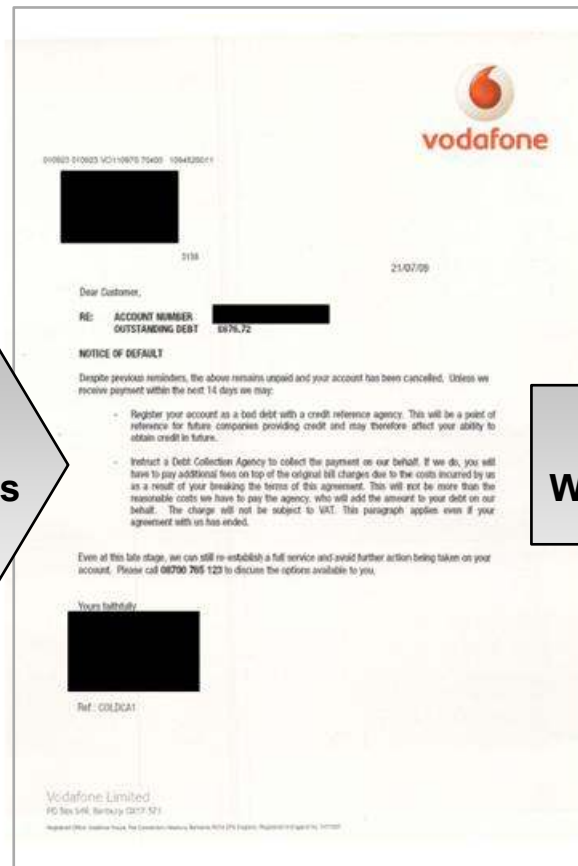 vodafone
3138
21/07/09
Dear Customer,
RE: ACCOUNT NUMBER
OUTSTANDING DEBT £676.72
NOTICE OF DEFAULT
Despite previous reminders, the above remains unpaid and your account has been cancelled. Unless we
receive payment within the next 14 days we may:
- Register your account as a bad debt with a credit reference agency. This will be a point of
reference for future companies providing credit and may therefore affect your ability to
obtain credit in future.
- Instruct a Debt Collection Agency to collect the payment on our behalf. If we do, you will
have to pay additional fees on top of the original bill charges due to the costs incurred by us
as a result of your breaking the terms of this agreement. This will not be more than the
reasonable costs we have to pay the agency, who will add the amount to your debt on our
behalf. The charge will not be subject to VAT. This paragraph applies even if your
agreement with us has ended.
Even at this late stage, we can still re-establish a full service and avoid further action being taken on your
account. Please call 08700 765 123 to discuss the options available to you.
s
W
Yours faithfully
Ref: COLDCA1
Vodafone Limited